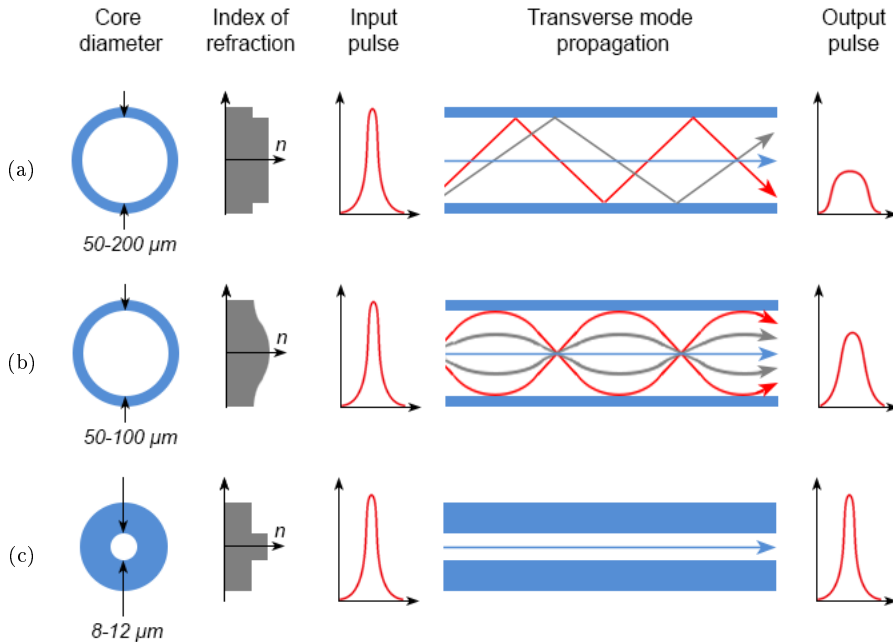 Core diameter
Index of refraction
Input pulse
Transverse mode propagation
Output pulse
(a)
n
50-200 µm
(b)
n
50-100 µm
(c)
n
8-12 µm